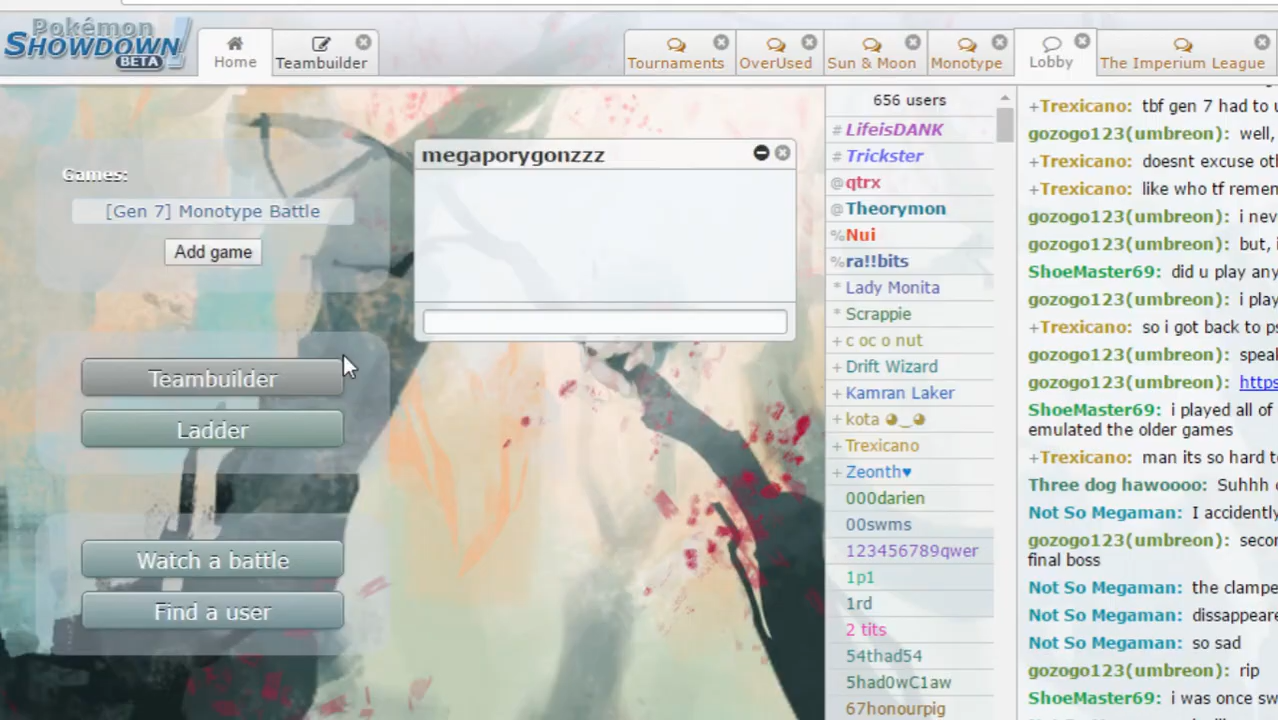 Pokémon
SHOWDOWN!
BETA
Home
Teambuilder
Tournaments
OverUsed
Sun & Moon
Monotype
Lobby
The Imperium League
Games:
[Gen 7] Monotype Battle
Add game
Teambuilder
Ladder
Watch a battle
Find a user
megaporygonzzz
656 users
# LifeisDANK
# Trickster
@qtrx
@Theorymon
%Nui
%ra!!bits
* Lady Monita
* Scrappie
+ c oc o nut
+ Drift Wizard
+ Kamran Laker
+ kota ◕‿◕
+ Trexicano
+ Zeonth♥
000darien
00swms
123456789qwer
1p1
1rd
2 tits
54thad54
5had0wC1aw
67honourpig
+Trexicano: tbf gen 7 had to
gozogo123(umbreon): well,
+Trexicano: doesnt excuse
+Trexicano: like who tf
gozogo123(umbreon): i
gozogo123(umbreon): but,
ShoeMaster69: did u play any
gozogo123(umbreon): i
+Trexicano: so i got back to
gozogo123(umbreon):
gozogo123(umbreon): https
ShoeMaster69: i played all of
emulated the older games
+Trexicano: man its so hard
Three dog hawoooo: Suhhh
Not So Megaman: I accidently
gozogo123(umbreon):
final boss
Not So Megaman: the
Not So Megaman:
Not So Megaman: so sad
gozogo123(umbreon): rip
ShoeMaster69: i was once